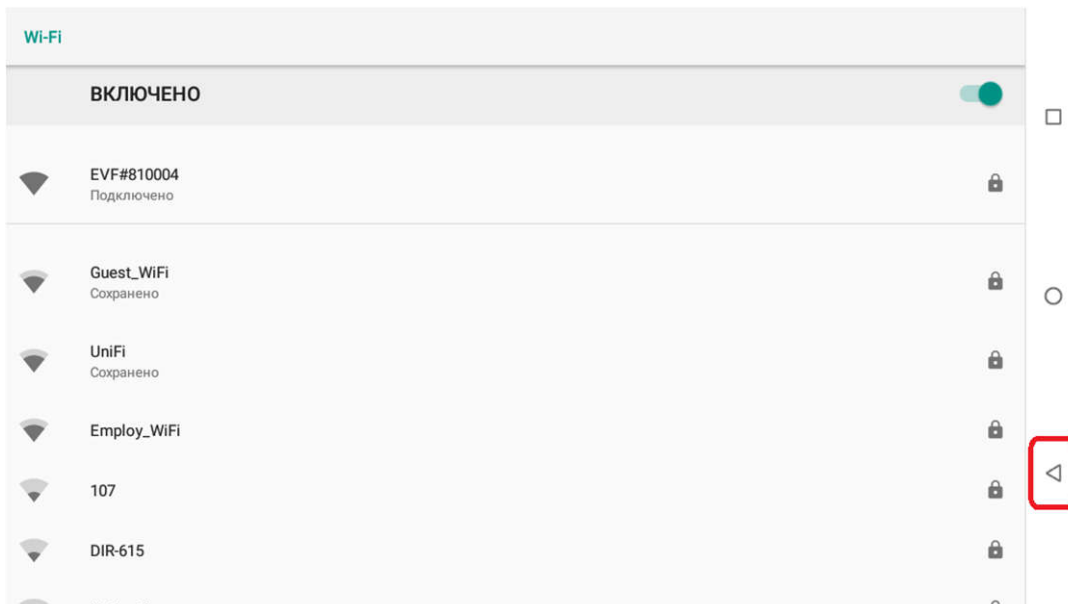 Wi-Fi
ВКЛЮЧЕНО
EVF#810004
Подключено
Guest_WiFi
Сохранено
UniFi
Сохранено
Employ_WiFi
107
DIR-615